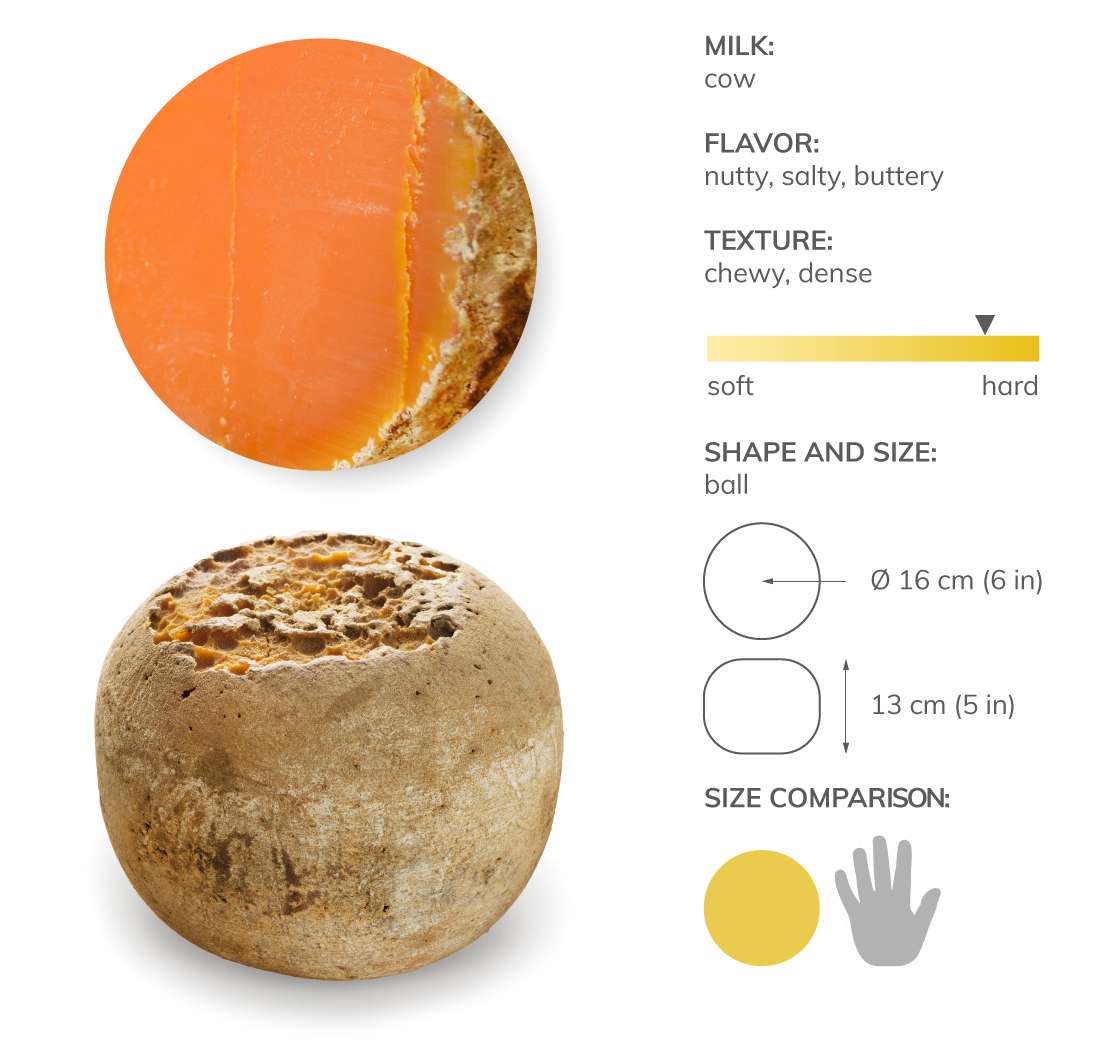 MILK:
cow
FLAVOR:
nutty, salty, buttery
TEXTURE:
chewy, dense
soft
hard
SHAPE AND SIZE:
ball
Ø 16 cm (6 in)
13 cm (5 in)
SIZE COMPARISON: